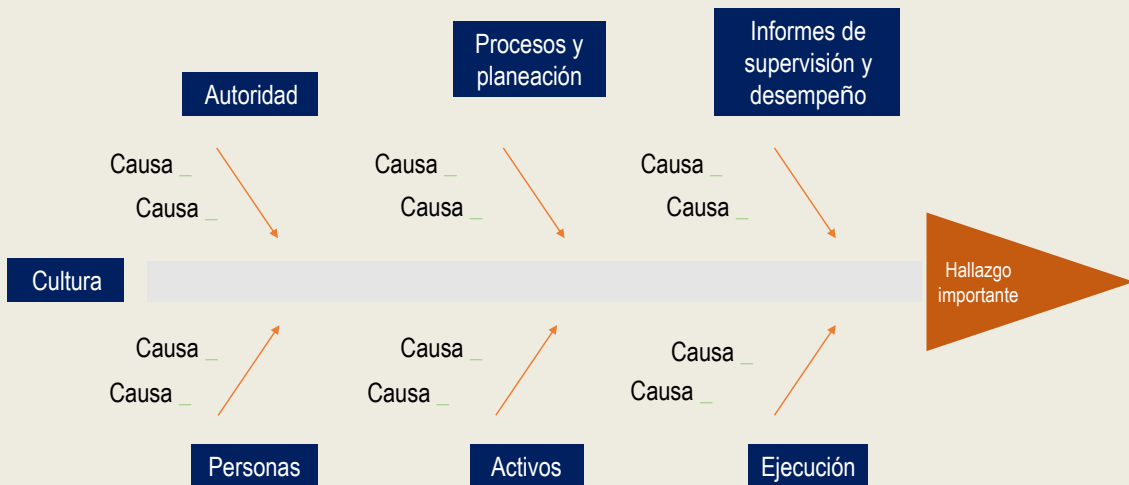 Informes de
supervisión y
desempeño
Procesos y
planeación
Autoridad
Causa _
Causa _
Causa _
Causa _
Causa _
Causa _
Cultura
Hallazgo
importante
Causa _
Causa _
Causa _
Causa _
Causa _
Causa _
Personas
Activos
Ejecución